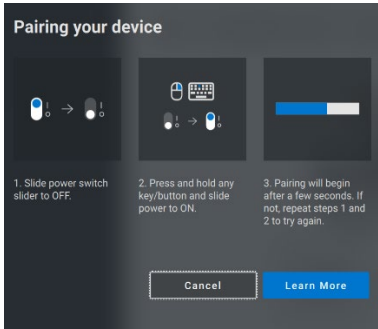 Pairing your device
1. Slide power switch
slider to OFF.
2. Press and hold any
key/button and slide
power to ON.
3. Pairing will begin
after a few seconds. If
not, repeat steps 1 and
2 to try again.
Cancel
Learn More